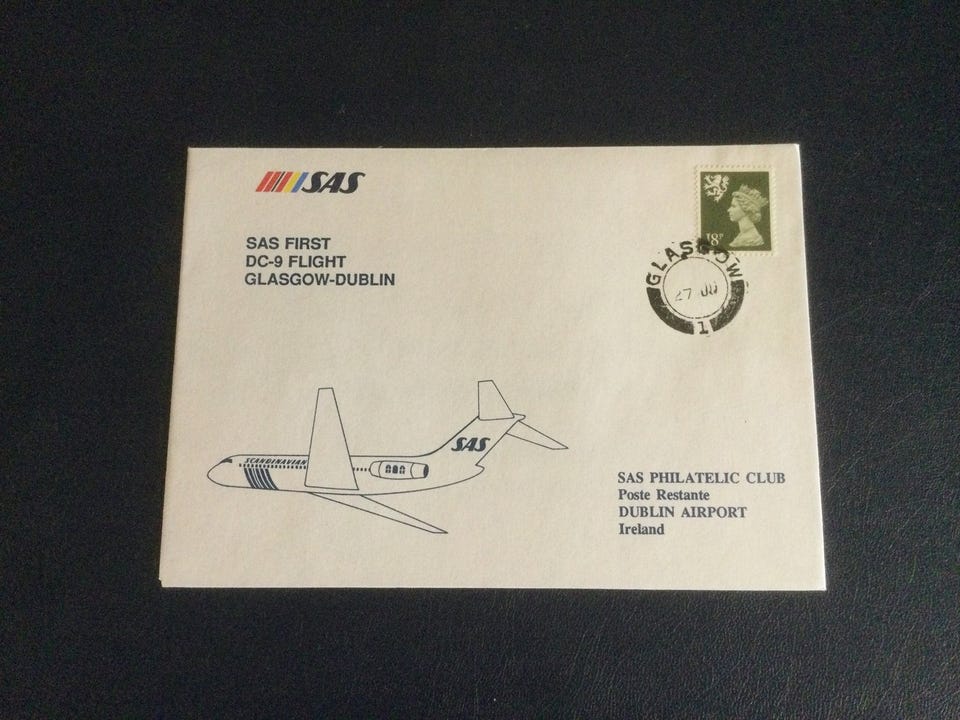 SAS
SAS FIRST
DC-9 FLIGHT
GLASGOW-DUBLIN
18P
GLASGOW
27 JU
1
SCANDINAVIAN
SAS
SAS PHILATELIC CLUB
Poste Restante
DUBLIN AIRPORT
Ireland